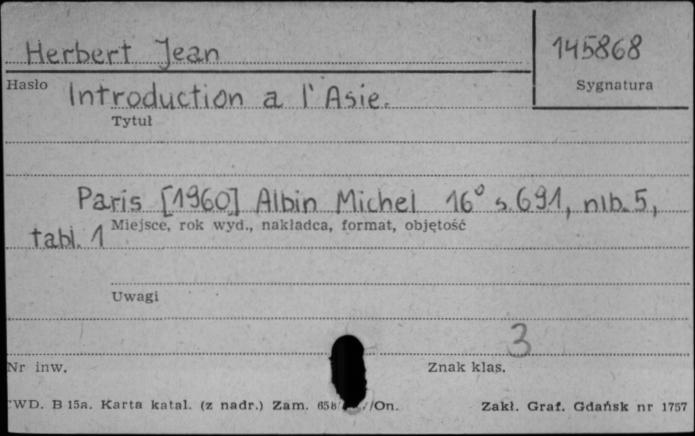 Herbert Jean
145868
Hasło
Sygnatura
Introduction a l'Asie.
Tytuł
Paris [1960] Albin Michel 16° s.691, nlb.5,
Miejsce, rok wyd., nakładca, format, objętość
tabl. 1
Uwagi
3
Nr inw.
Znak klas.
WD. B 15a. Karta katal. (z nadr.) Zam. /On.
Zakł. Graf. Gdańsk nr 1757